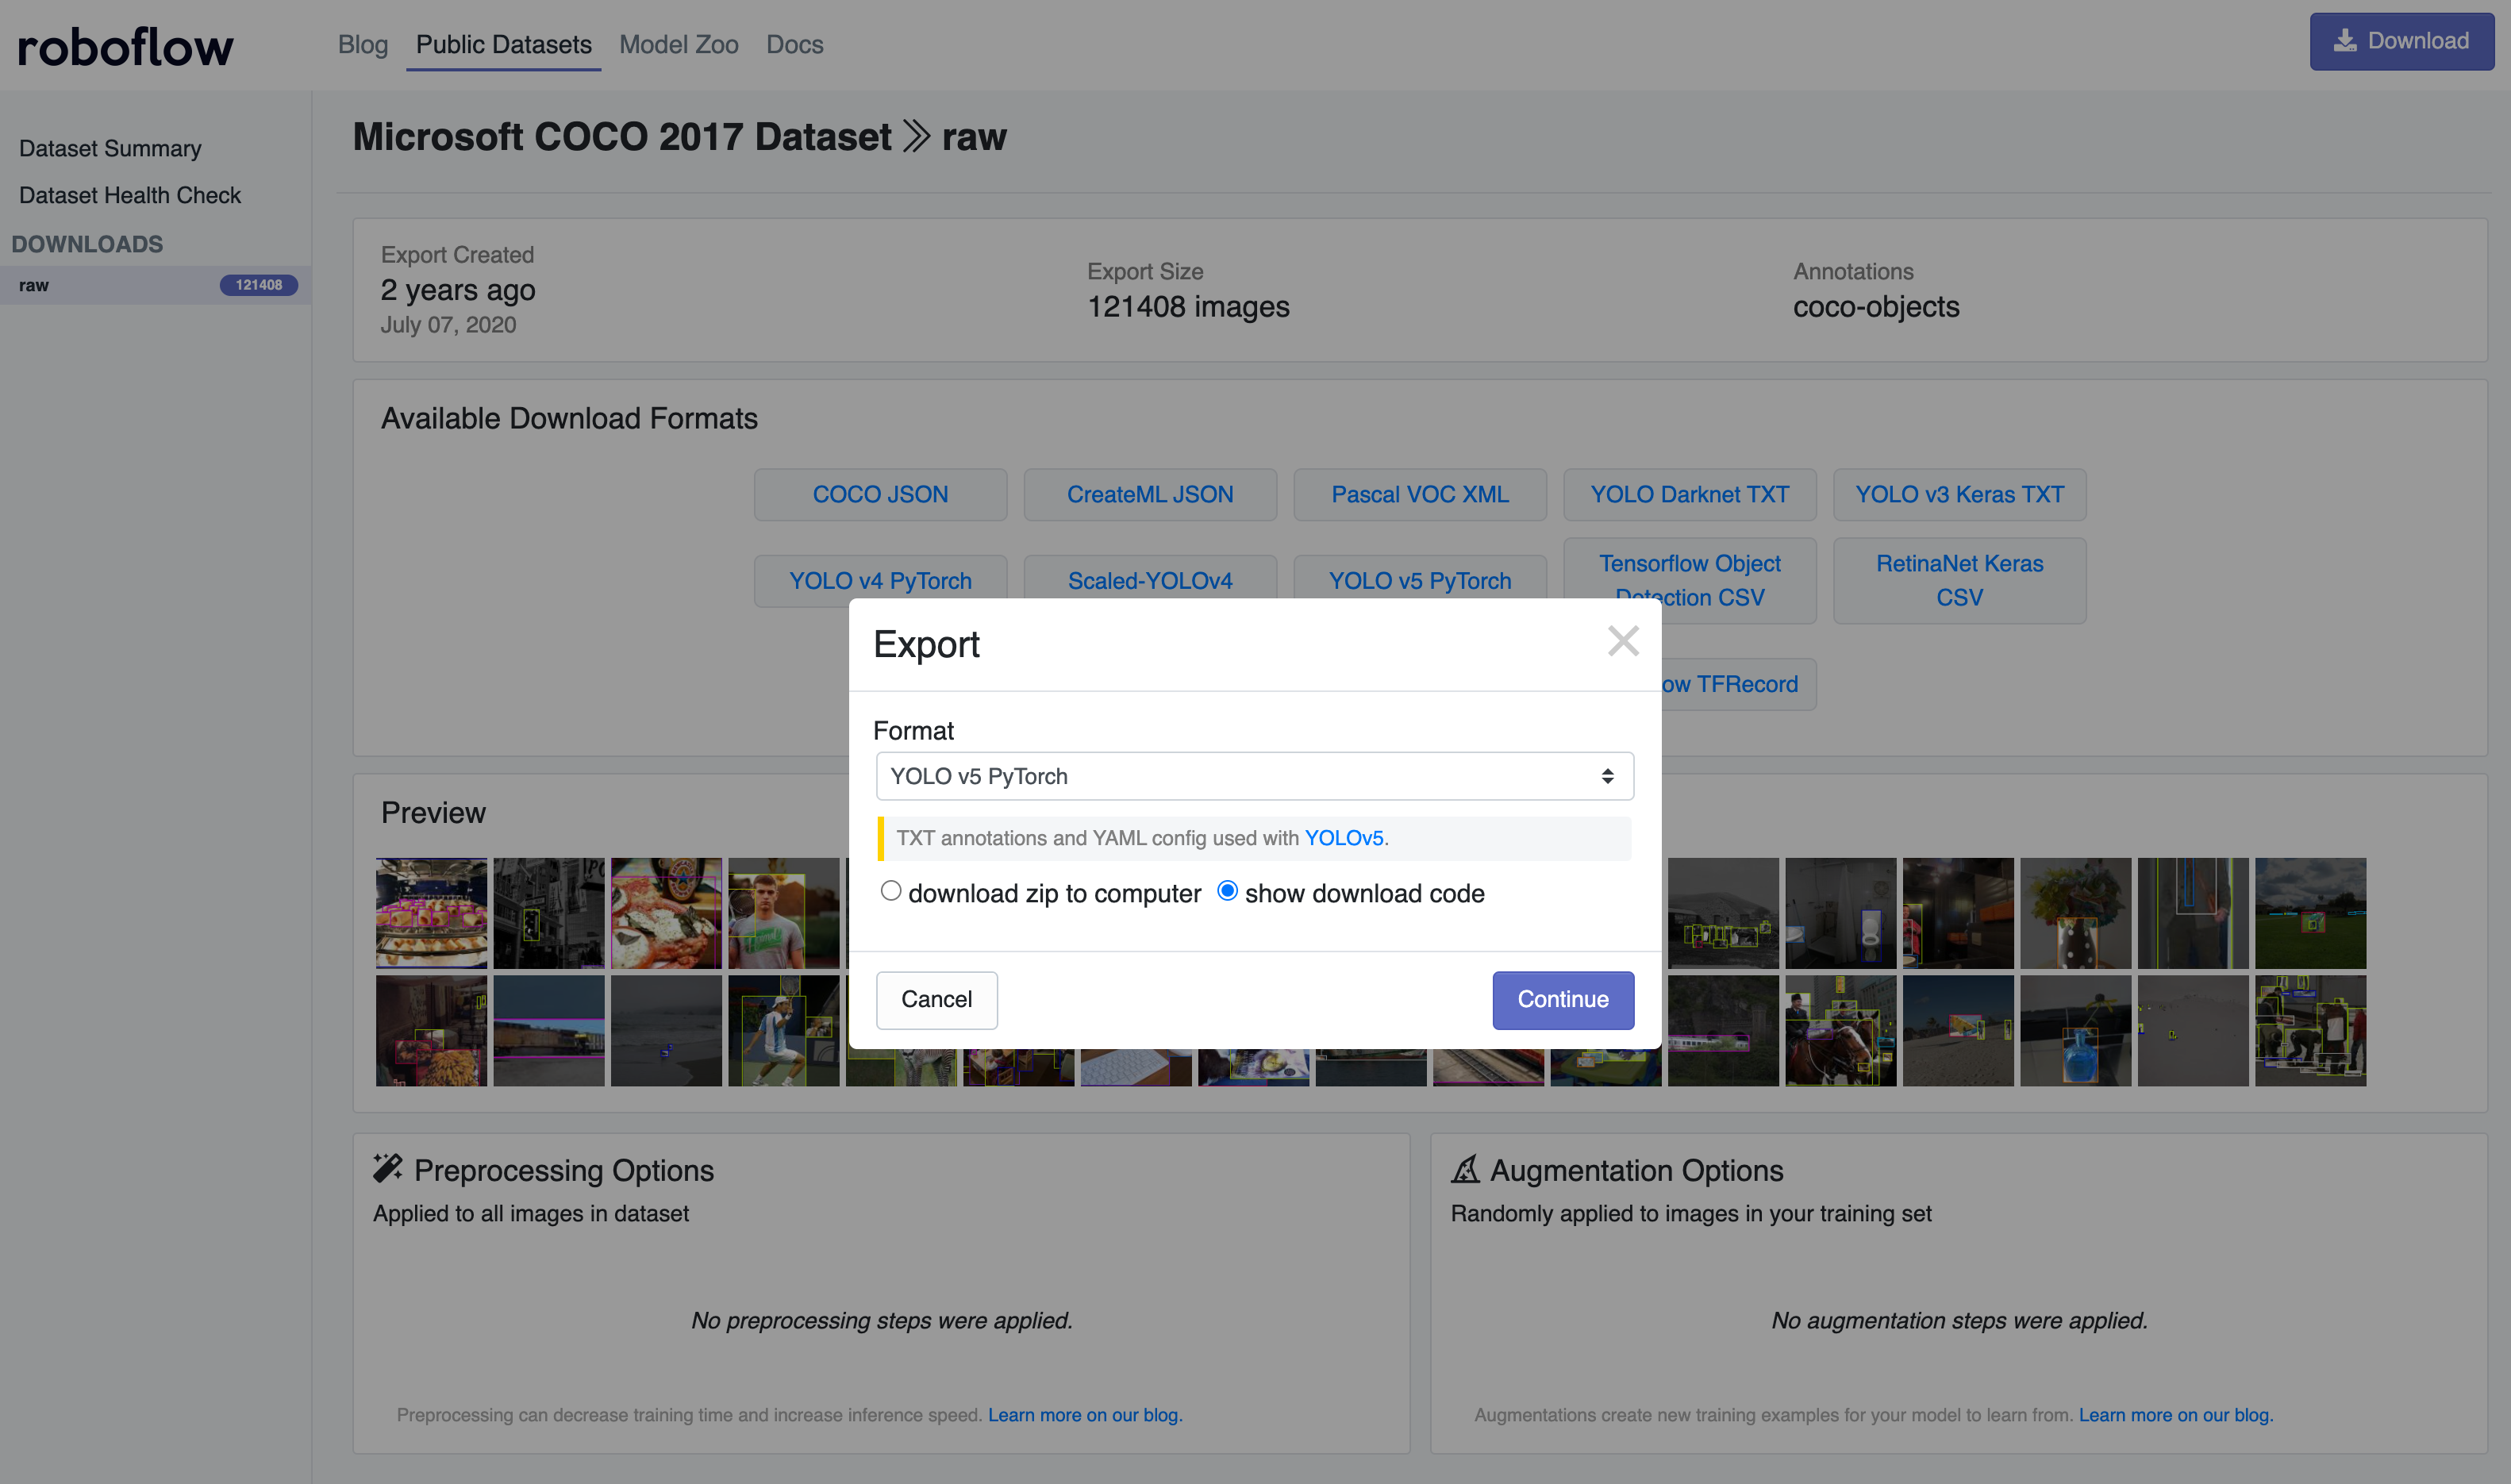 roboflow
Blog Public Datasets Model Zoo Docs
Download
Dataset Summary
Dataset Health Check
DOWNLOADS
raw 121408
Microsoft COCO 2017 Dataset raw
Export Created
2 years ago
July 07, 2020
Export Size
121408 images
Annotations
coco-objects
Available Download Formats
COCO JSON CreateML JSON Pascal VOC XML YOLO Darknet TXT YOLO v3 Keras TXT
YOLO v4 PyTorch Scaled-YOLOv4 YOLO v5 PyTorch
Tensorflow Object
Detection CSV
RetinaNet Keras
CSV
TFRecord
Export
Format
YOLO v5 PyTorch
TXT annotations and YAML config used with YOLOv5.
download zip to computer show download code
Cancel Continue
Preview
Preprocessing Options
Applied to all images in dataset
No preprocessing steps were applied.
Preprocessing can decrease training time and increase inference speed. Learn more on our blog.
Augmentation Options
Randomly applied to images in your training set
No augmentation steps were applied.
Augmentations create new training examples for your model to learn from. Learn more on our blog.